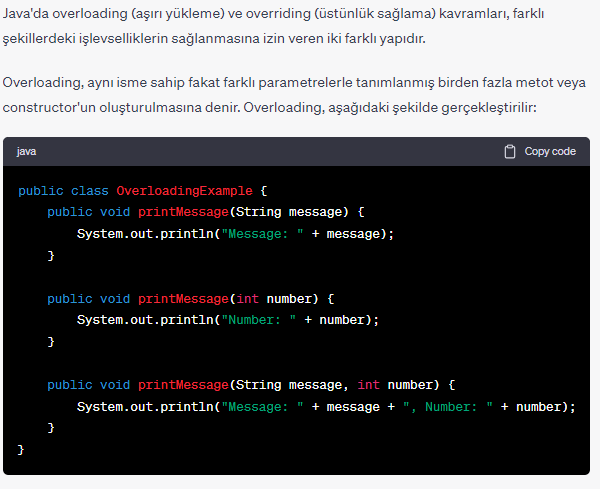 Java'da overloading (aşırı yükleme) ve overriding (üstünlük sağlama) kavramları, farklı
şekillerdeki işlevselliklerin sağlanmasına izin veren iki farklı yapıdır.
Overloading, aynı isme sahip fakat farklı parametrelerle tanımlanmış birden fazla metot veya
constructor'un oluşturulmasına denir. Overloading, aşağıdaki şekilde gerçekleştirilir:
java Copy code
public class OverloadingExample {
    public void printMessage(String message) {
        System.out.println("Message: " + message);
    }
    public void printMessage(int number) {
        System.out.println("Number: " + number);
    }
    public void printMessage(String message, int number) {
        System.out.println("Message: " + message + ", Number: " + number);
    }
}